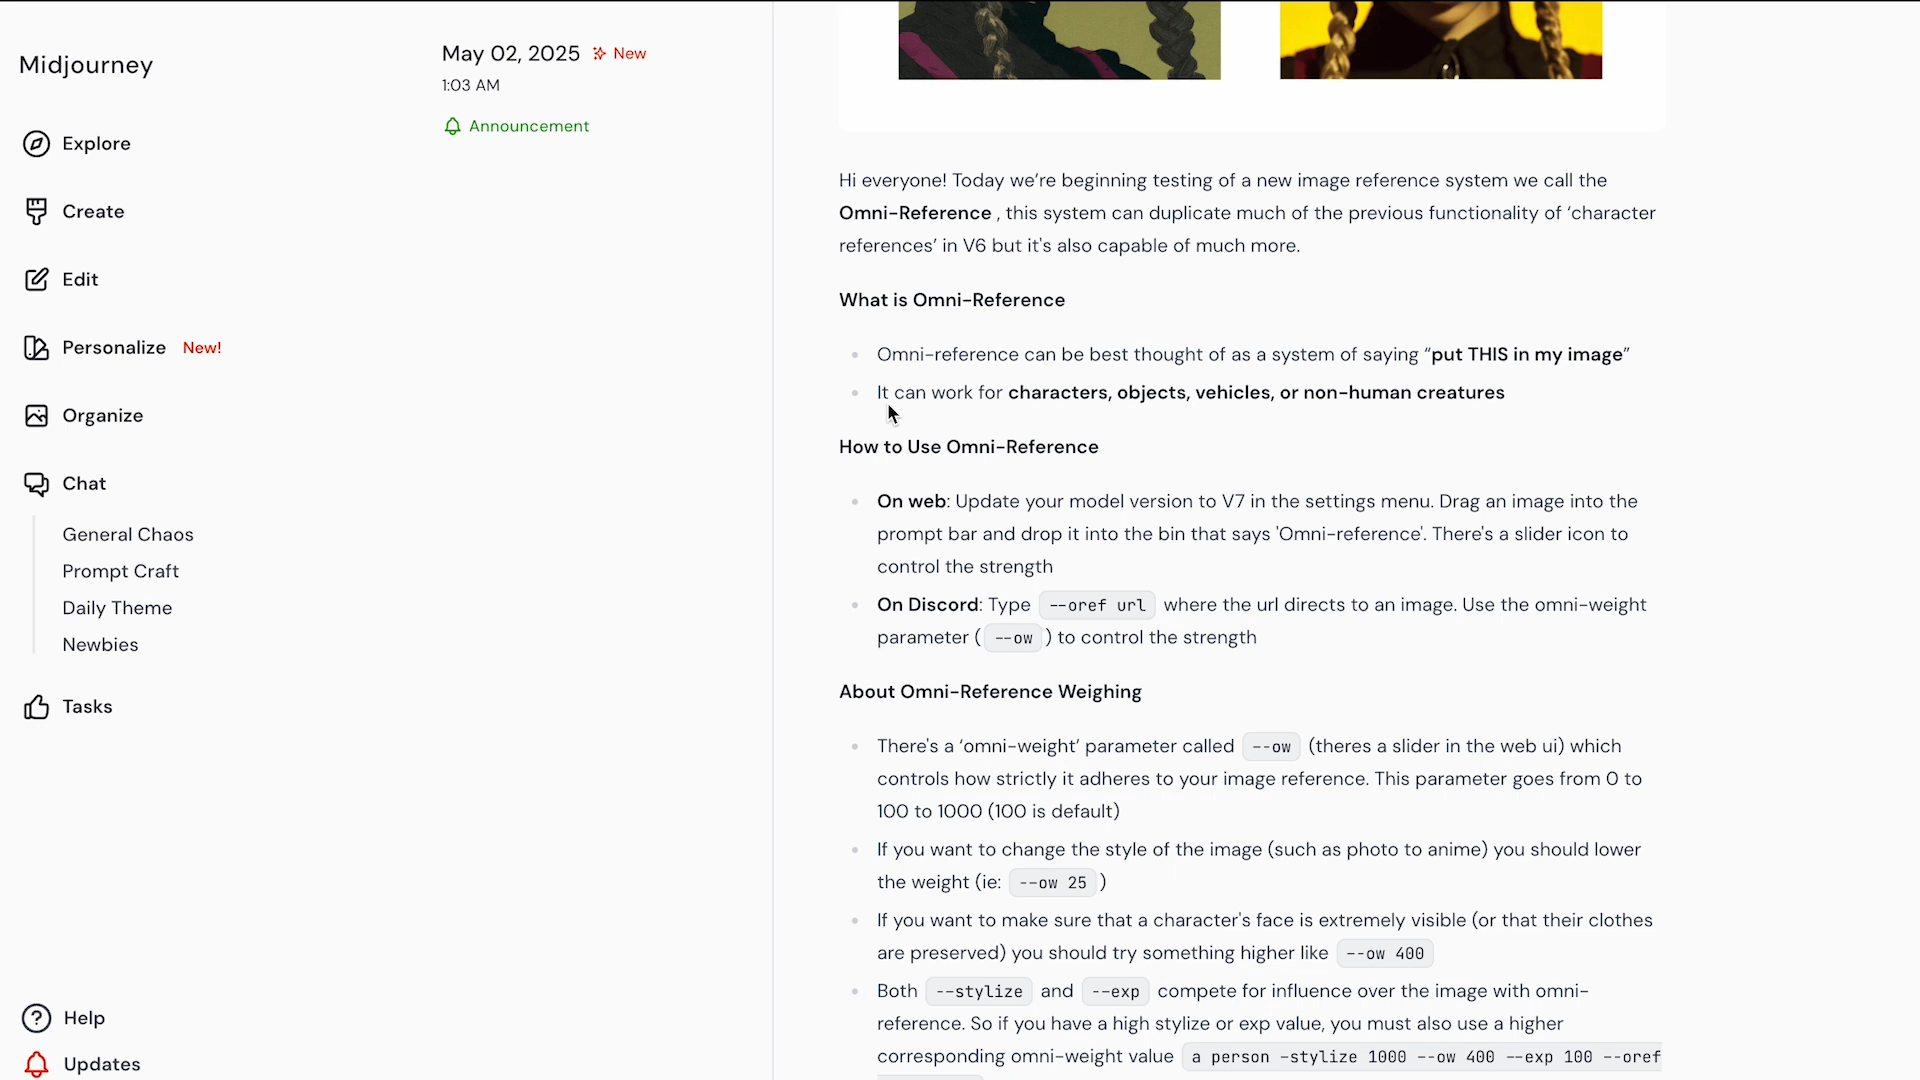 Midjourney
Explore
Create
Edit
Personalize New!
Organize
Chat
General Chaos
Prompt Craft
Daily Theme
Newbies
Tasks
Help
Updates
May 02, 2025 New
1:03 AM
Announcement
Hi everyone! Today we’re beginning testing of a new image reference system we call the
Omni-Reference , this system can duplicate much of the previous functionality of ‘character
references’ in V6 but it's also capable of much more.
What is Omni-Reference
Omni-reference can be best thought of as a system of saying “put THIS in my image”
It can work for characters, objects, vehicles, or non-human creatures
How to Use Omni-Reference
On web: Update your model version to V7 in the settings menu. Drag an image into the
prompt bar and drop it into the bin that says 'Omni-reference'. There's a slider icon to
control the strength
On Discord: Type --oref url where the url directs to an image. Use the omni-weight
parameter ( --ow ) to control the strength
About Omni-Reference Weighing
There's a ‘omni-weight’ parameter called --ow (theres a slider in the web ui) which
controls how strictly it adheres to your image reference. This parameter goes from 0 to
100 to 1000 (100 is default)
If you want to change the style of the image (such as photo to anime) you should lower
the weight (ie: --ow 25 )
If you want to make sure that a character's face is extremely visible (or that their clothes
are preserved) you should try something higher like --ow 400
Both --stylize and --exp compete for influence over the image with omni-
reference. So if you have a high stylize or exp value, you must also use a higher
corresponding omni-weight value a person -stylize 1000 --ow 400 --exp 100 --oref